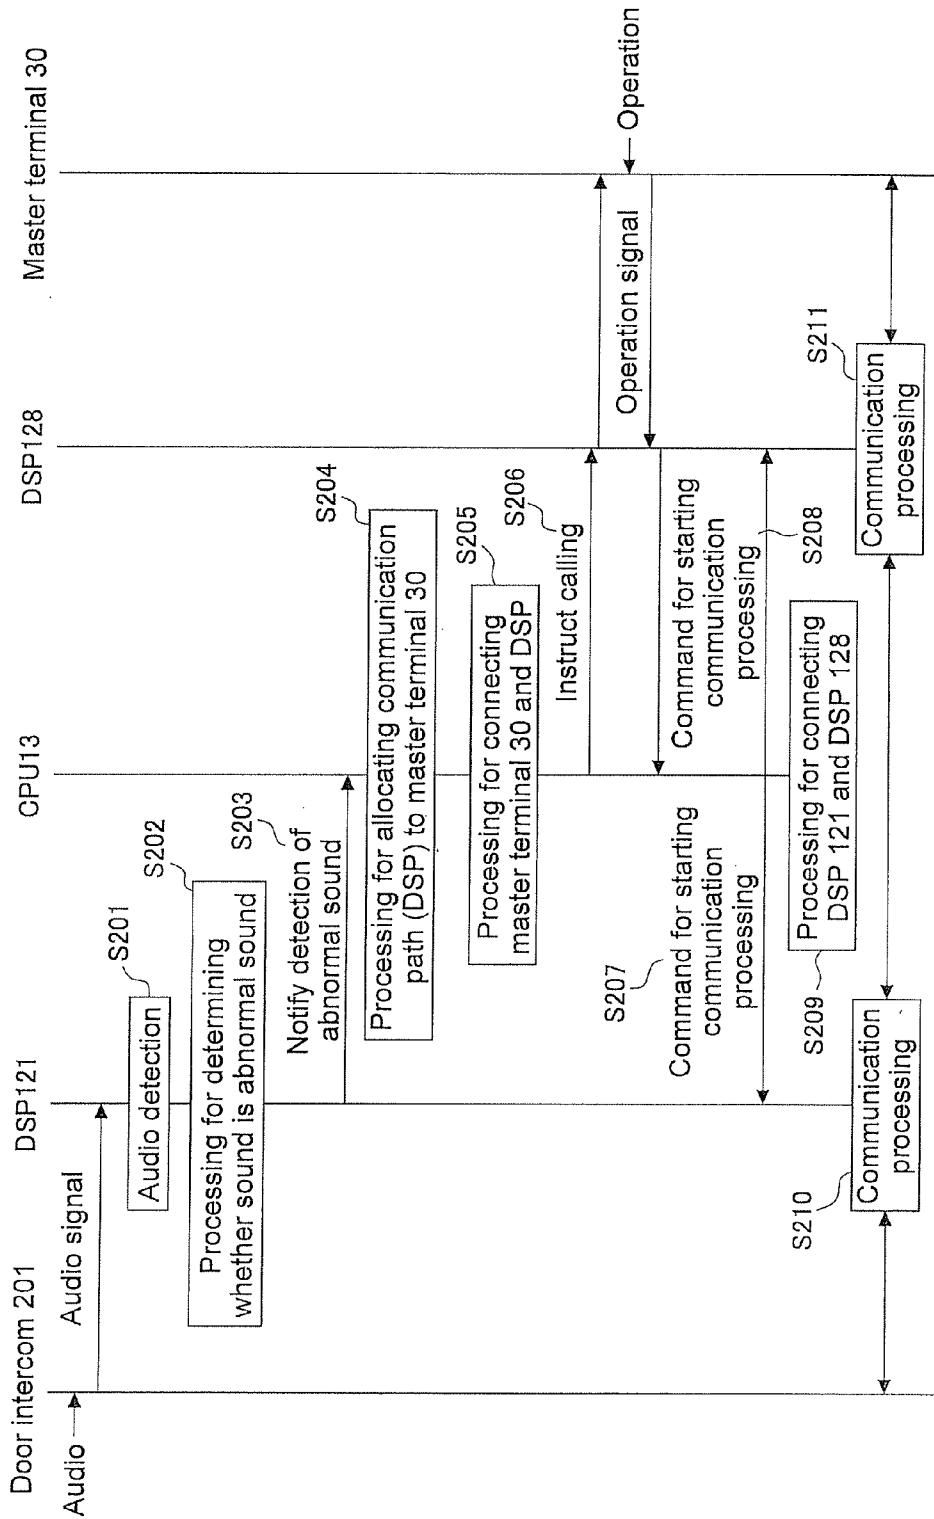 Door intercom 201
DSP121
CPU13
DSP128
Master terminal 30
Audio
Audio signal
Audio detection
S201
Processing for determining
whether sound is abnormal sound
S202
Notify detection of
abnormal sound
S203
Processing for allocating communication
path (DSP) to master terminal 30
S204
Processing for connecting
master terminal 30 and DSP
S205
Instruct calling
S206
Operation
Operation signal
S207
Command for starting
communication
processing
Command for starting
communication
processing
S208
S209
Processing for connecting
DSP 121 and DSP 128
S210
Communication
processing
S211
Communication
processing